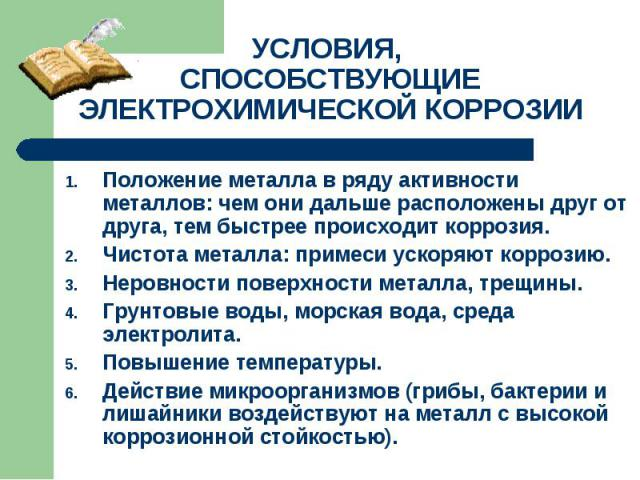 УСЛОВИЯ,
СПОСОБСТВУЮЩИЕ
ЭЛЕКТРОХИМИЧЕСКОЙ КОРРОЗИИ
1. Положение металла в ряду активности
металлов: чем они дальше расположены друг от
друга, тем быстрее происходит коррозия.
2. Чистота металла: примеси ускоряют коррозию.
3. Неровности поверхности металла, трещины.
4. Грунтовые воды, морская вода, среда
электролита.
5. Повышение температуры.
6. Действие микроорганизмов (грибы, бактерии и
лишайники воздействуют на металл с высокой
коррозионной стойкостью).